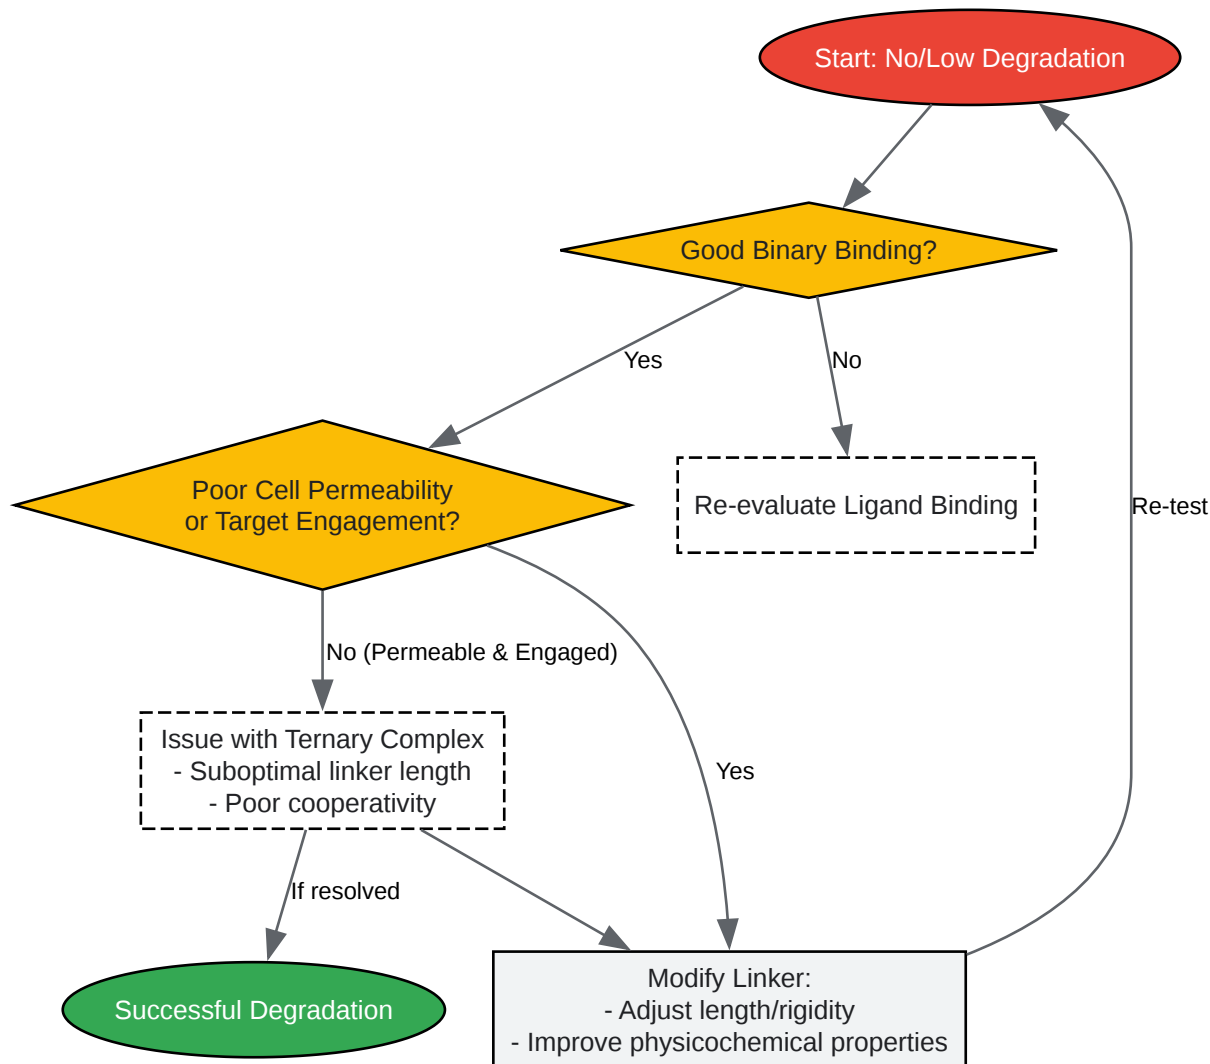 Start: No/Low Degradation
Good Binary Binding?
Yes
No
Poor Cell Permeability
or Target Engagement?
Re-evaluate Ligand Binding
Re-test
No (Permeable & Engaged)
Issue with Ternary Complex
- Suboptimal linker length
- Poor cooperativity
Yes
If resolved
Successful Degradation
Modify Linker:
- Adjust length/rigidity
- Improve physicochemical properties